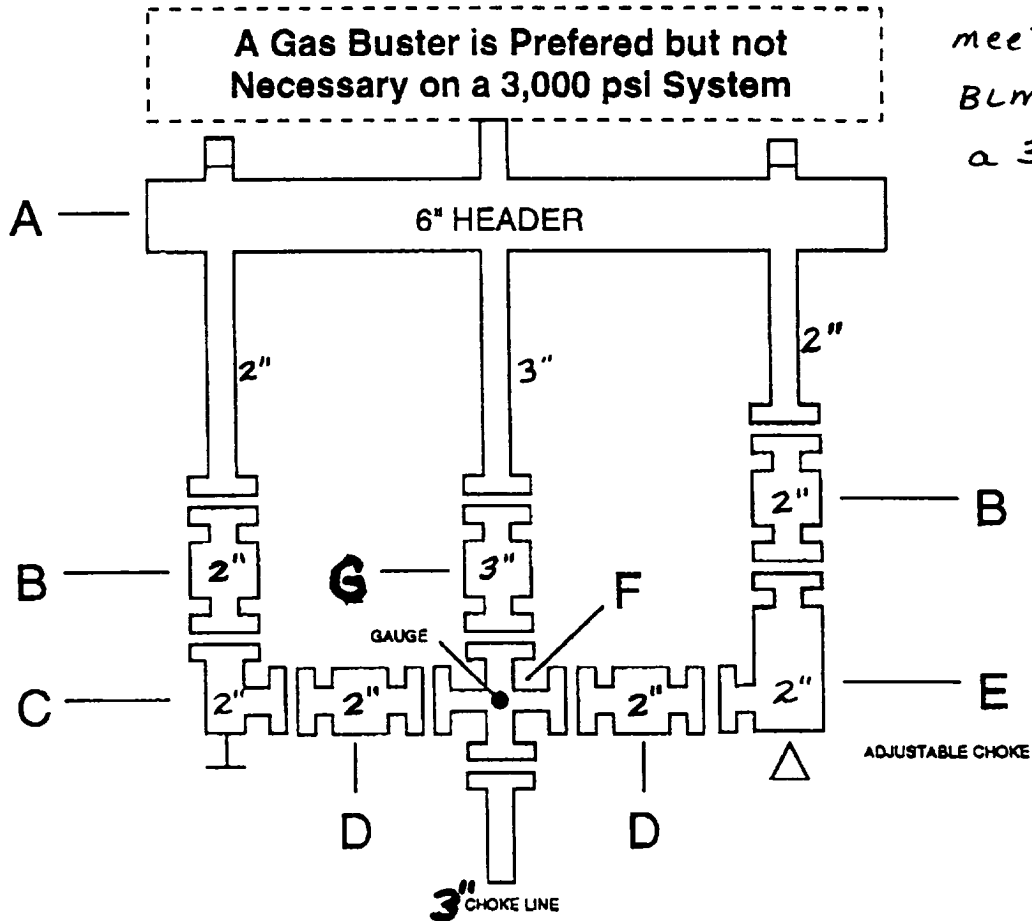 A Gas Buster is Prefered but not
Necessary on a 3,000 psi System
BLM
a 3
A
6" HEADER
2"
3"
2"
2"
B
B
2"
G
3"
F
GAUGE
C
2"
2"
2"
2"
E
ADJUSTABLE CHOKE
D
D
3" CHOKE LINE